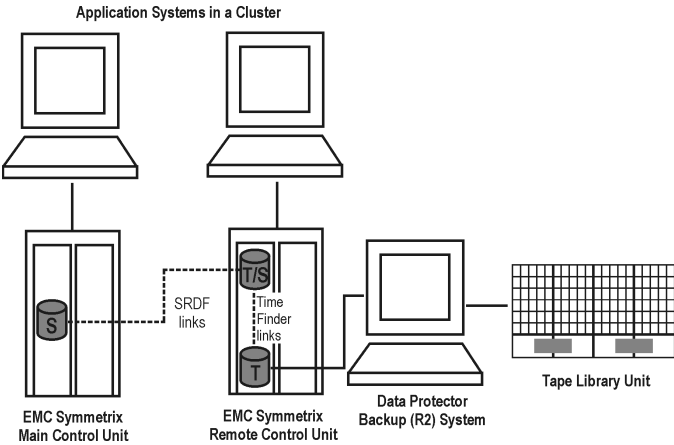 Application Systems in a Cluster
T/S
SRDF
links
Time
Finder
links
S
T
EMC Symmetrix
Main Control Unit
EMC Symmetrix
Remote Control Unit
Data Protector
Backup (R2) System
Tape Library Unit